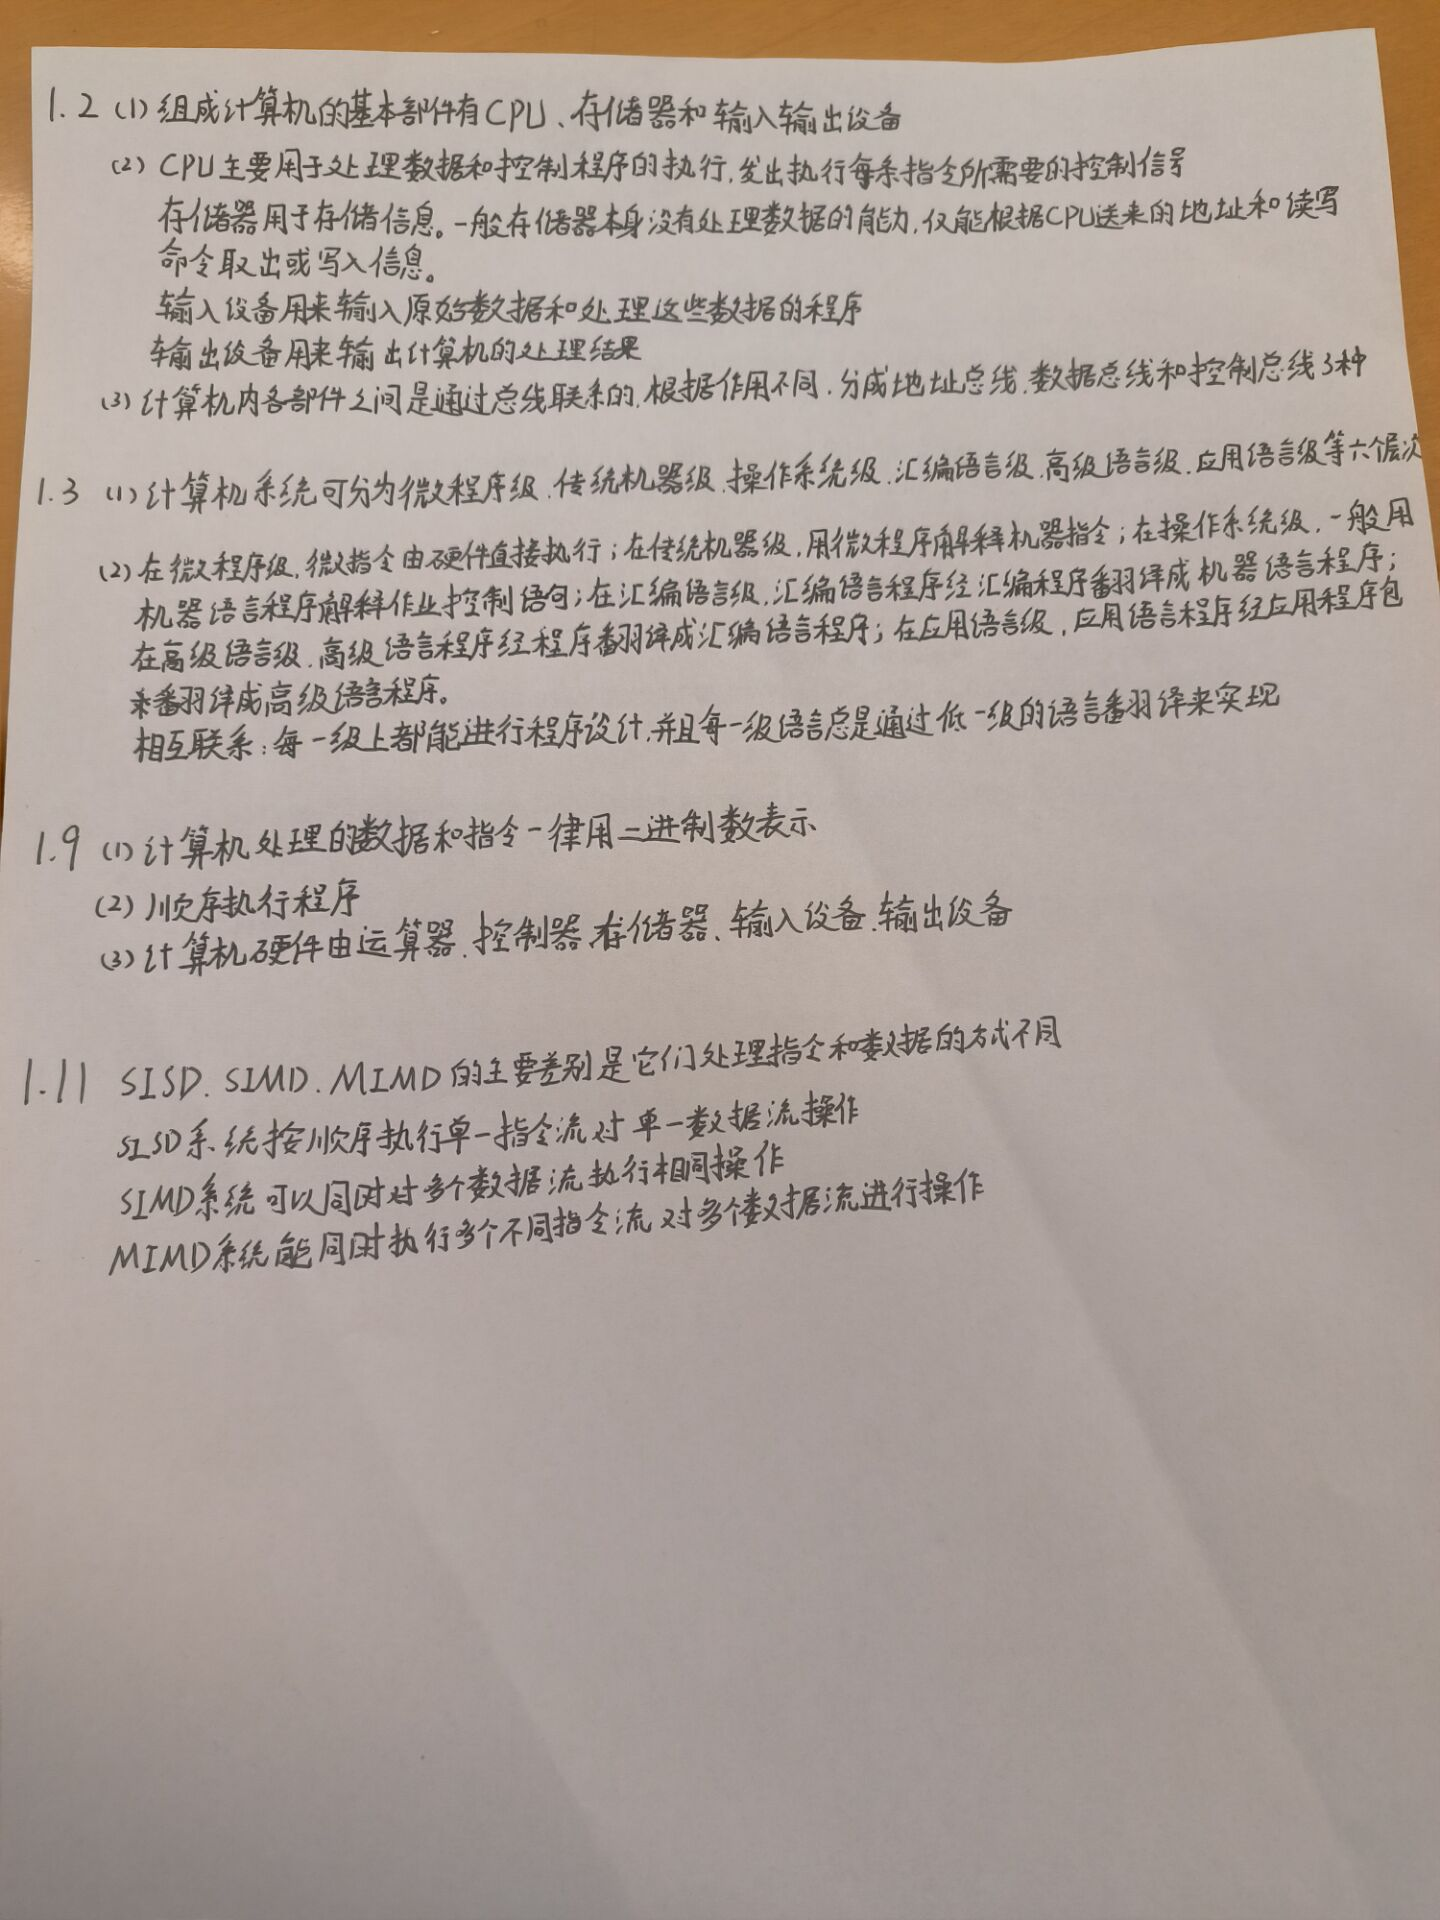 1.2 (1) 组成计算机的基本部件有CPU、存储器和输入输出设备
(2) CPU主要用于处理数据和控制程序的执行,发出执行每条指令所需要的控制信号
存储器用于存储信息。一般存储器本身没有处理数据的能力,仅能根据CPU送来的地址和读写
命令取出或写入信息。
输入设备用来输入原始数据和处理这些数据的程序
输出设备用来输出计算机的处理结果
(3) 计算机内各部件之间是通过总线联系的,根据作用不同,分成地址总线、数据总线和控制总线3种
1.3 (1) 计算机系统可分为微程序级、传统机器级、操作系统级、汇编语言级、高级语言级、应用语言级等六个层次
(2) 在微程序级,微指令由硬件直接执行;在传统机器级,用微程序解释机器指令;在操作系统级,一般用
机器语言程序解释作业控制语句;在汇编语言级,汇编语言程序经汇编程序翻译成机器语言程序;
在高级语言级,高级语言程序经程序翻译成汇编语言程序;在应用语言级,应用语言程序经应用程序包
来翻译成高级语言程序。
相互联系:每一级上都能进行程序设计,并且每一级语言总是通过低一级的语言翻译来实现
1.9 (1) 计算机处理的数据和指令一律用二进制数表示
(2) 顺序执行程序
(3) 计算机硬件由运算器、控制器、存储器、输入设备、输出设备
1.11 SISD、SIMD、MIMD的主要差别是它们处理指令和数据的方式不同
SISD系统按顺序执行单一指令流对单一数据流操作
SIMD系统可以同时对多个数据流执行相同操作
MIMD系统能同时执行多个不同指令流对多个数据流进行操作